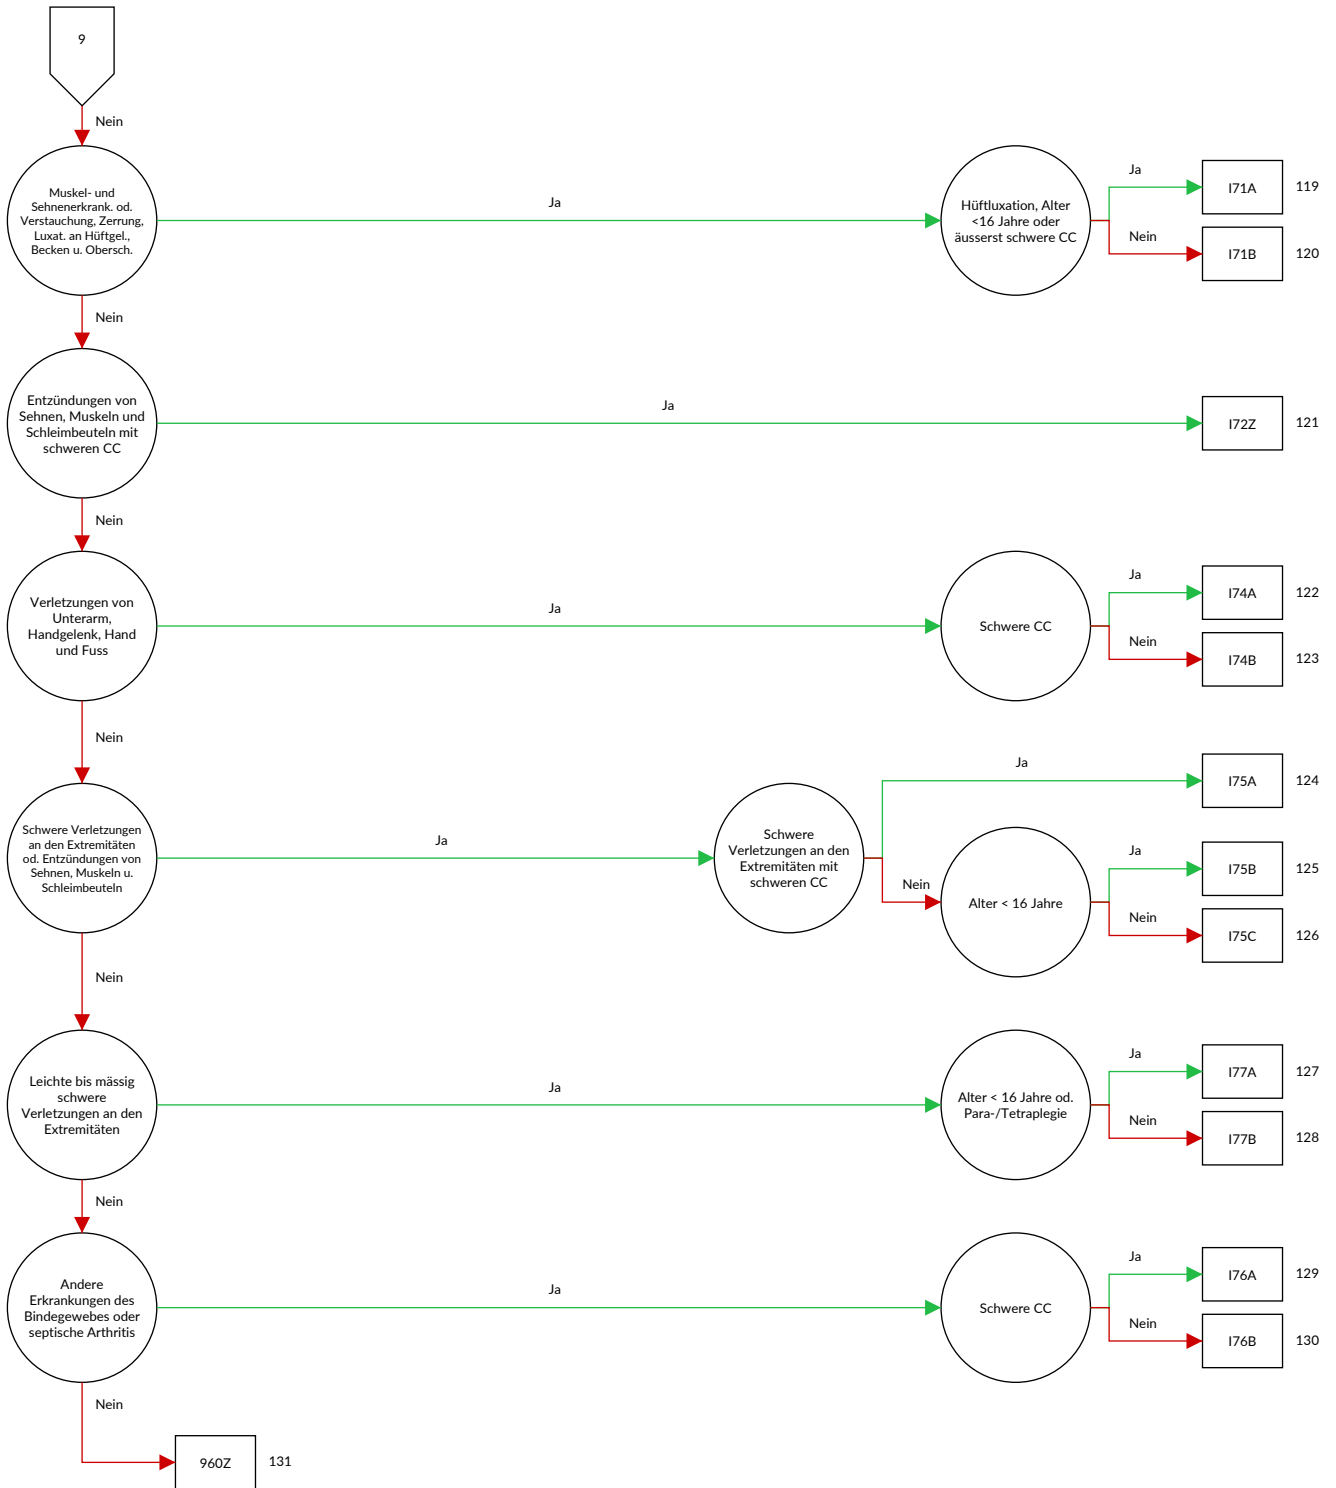 9
Nein
Muskel- und
Sehnenerkrank. od.
Verstauchung, Zerrung,
Luxat. an Hüftgel.,
Becken u. Obersch.
Ja
Hüftluxation, Alter
<16 Jahre oder
äusserst schwere CC
Ja
I71A
119
Nein
I71B
120
Nein
Entzündungen von
Sehnen, Muskeln und
Schleimbeuteln mit
schweren CC
Ja
I72Z
121
Nein
Verletzungen von
Unterarm,
Handgelenk, Hand
und Fuss
Ja
Schwere CC
Ja
I74A
122
Nein
I74B
123
Nein
Schwere Verletzungen
an den Extremitäten
od. Entzündungen von
Sehnen, Muskeln u.
Schleimbeuteln
Ja
Schwere
Verletzungen an den
Extremitäten mit
schweren CC
Ja
I75A
124
Nein
Alter < 16 Jahre
Ja
I75B
125
Nein
I75C
126
Nein
Leichte bis mässig
schwere
Verletzungen an den
Extremitäten
Ja
Alter < 16 Jahre od.
Para-/Tetraplegie
Ja
I77A
127
Nein
I77B
128
Nein
Andere
Erkrankungen des
Bindegewebes oder
septische Arthritis
Ja
Schwere CC
Ja
I76A
129
Nein
I76B
130
Nein
960Z
131